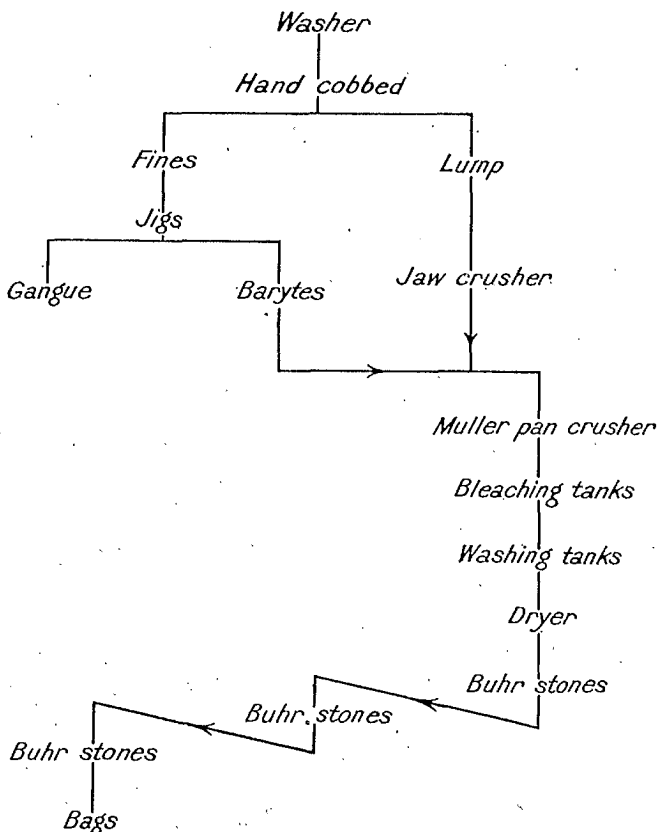 Washer
Hand cobbed
Fines
Lump
Jigs
Gangue
Barytes
Jaw crusher
Muller pan crusher
Bleaching tanks
Washing tanks
Dryer
Buhr stones
Buhr stones
Buhr stones
Bags